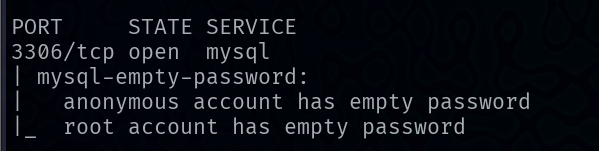 PORT     STATE SERVICE
3306/tcp open  mysql
| mysql-empty-password:
|   anonymous account has empty password
|_  root account has empty password